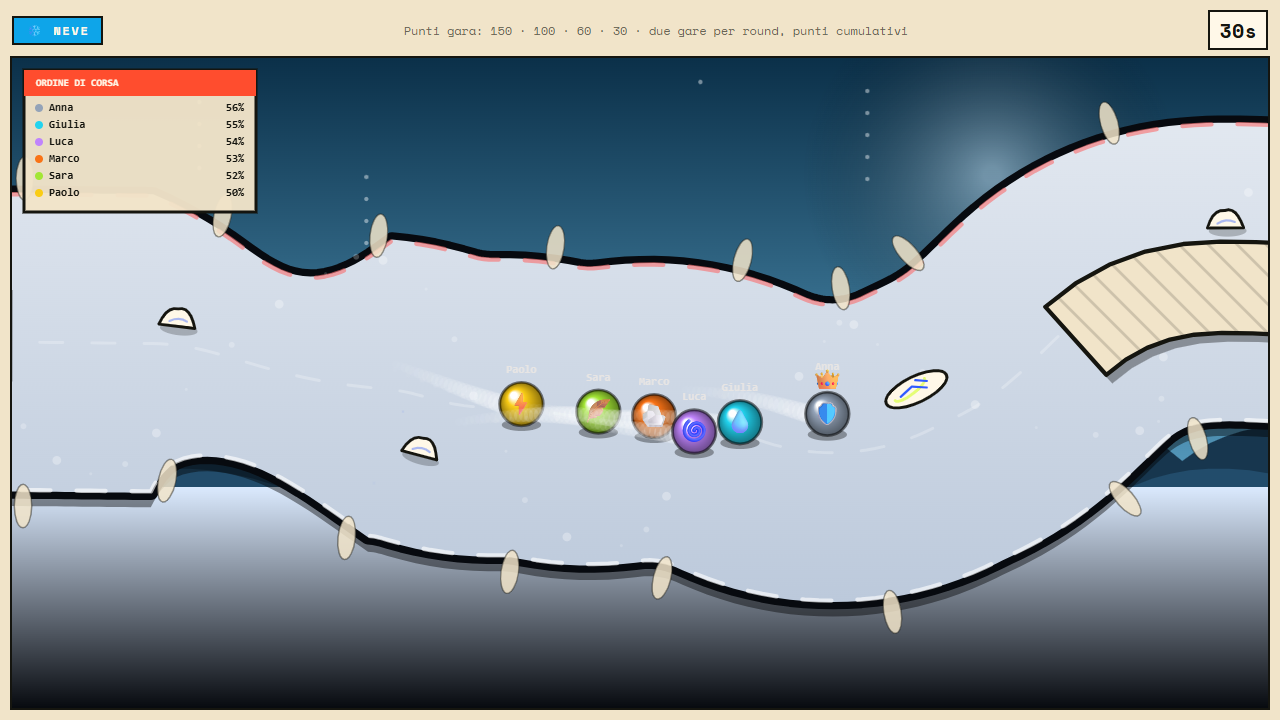 NEVE
Punti gara: 150 · 100 · 60 · 30 · due gare per round, punti cumulativi
30s
ORDINE DI CORSA
Anna 56%
Giulia 55%
Luca 54%
Marco 53%
Sara 52%
Paolo 50%
Anna
Paolo
Sara
Marco
Giulia
Luca